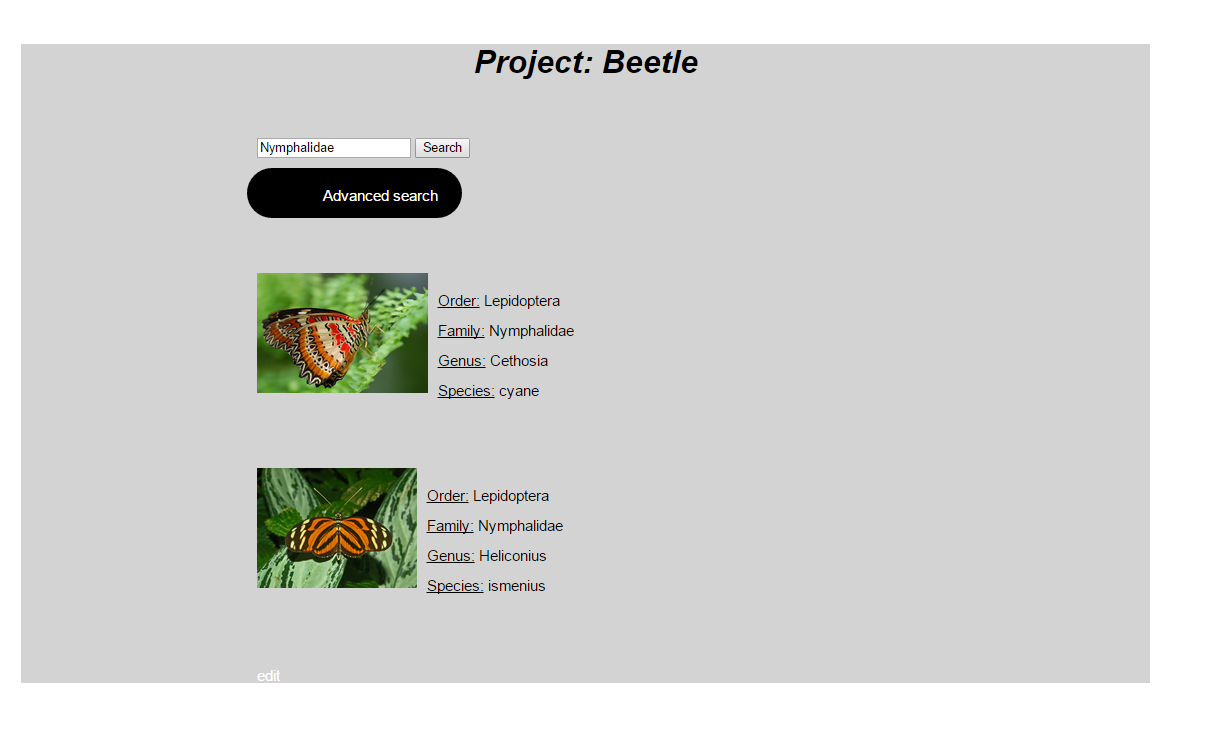 Project: Beetle
Nymphalidae Search
Advanced search
Order: Lepidoptera
Family: Nymphalidae
Genus: Cethosia
Species: cyane
Order: Lepidoptera
Family: Nymphalidae
Genus: Heliconius
Species: ismenius
edit